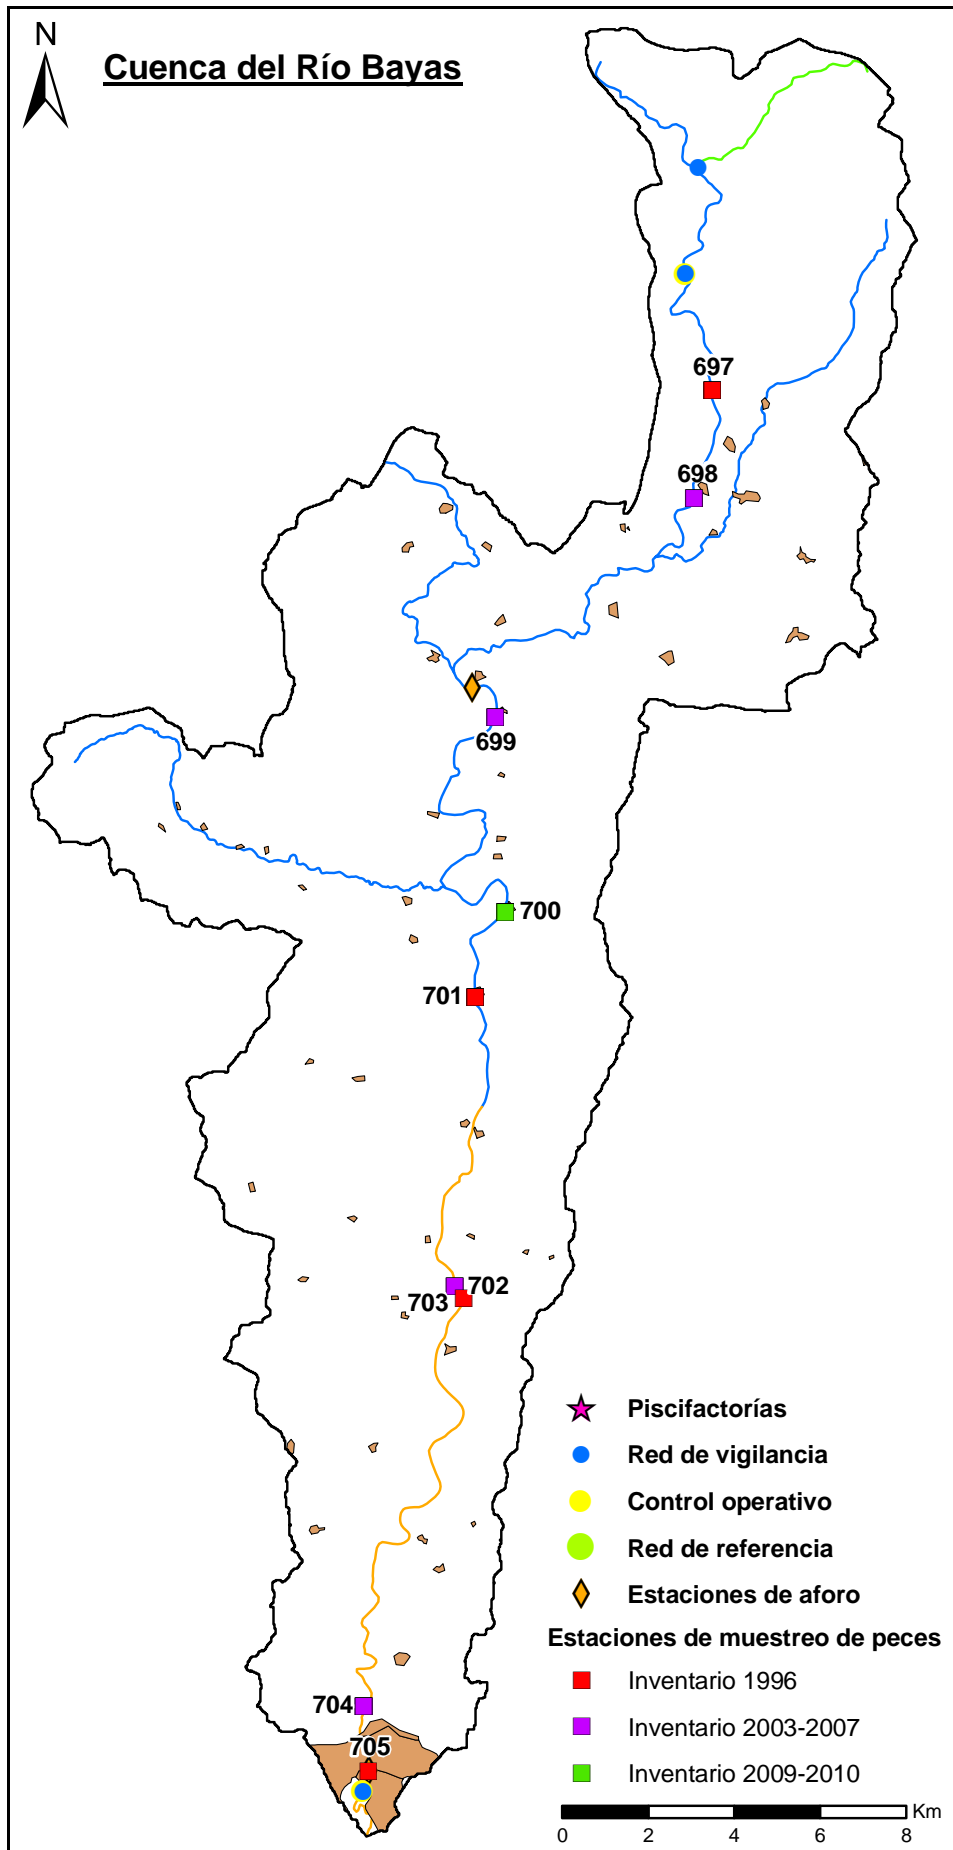 N
Cuenca del Río Bayas
697
698
699
700
701
702
703
704
705
Piscifactorías
Red de vigilancia
Control operativo
Red de referencia
Estaciones de aforo
Estaciones de muestreo de peces
Inventario 1996
Inventario 2003-2007
Inventario 2009-2010
Km
0 2 4 6 8